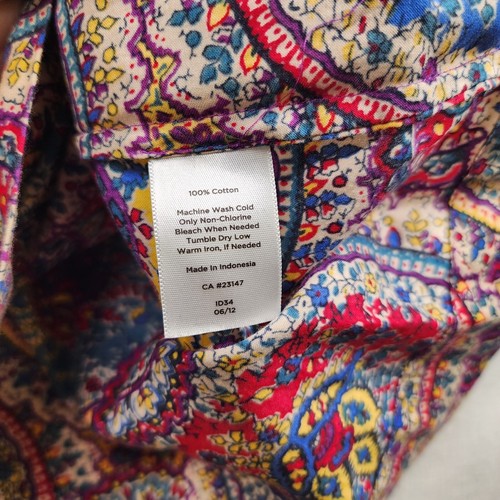 100% Cotton
Machine Wash Cold
Only Non-Chlorine
Bleach When Needed
Tumble Dry Low
Warm Iron, If Needed
Made in Indonesia
CA #23147
ID34
06/12